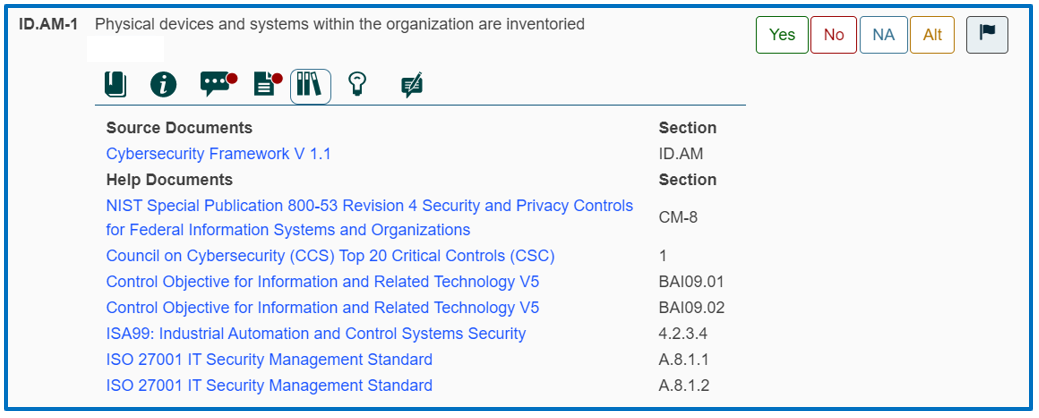 ID.AM-1 Physical devices and systems within the organization are inventoried Yes No NA Alt
Source Documents Section
Cybersecurity Framework V 1.1 ID.AM
Help Documents Section
NIST Special Publication 800-53 Revision 4 Security and Privacy Controls
for Federal Information Systems and Organizations CM-8
Council on Cybersecurity (CCS) Top 20 Critical Controls (CSC) 1
Control Objective for Information and Related Technology V5 BAI09.01
Control Objective for Information and Related Technology V5 BAI09.02
ISA99: Industrial Automation and Control Systems Security 4.2.3.4
ISO 27001 IT Security Management Standard A.8.1.1
ISO 27001 IT Security Management Standard A.8.1.2